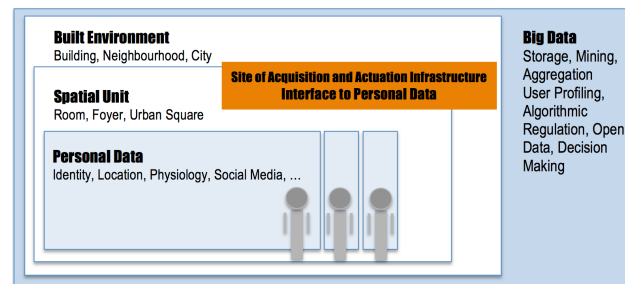 Built Environment
Building, Neighbourhood, City
Site of Acquisition and Actuation Infrastructure
Interface to Personal Data
Spatial Unit
Room, Foyer, Urban Square
Personal Data
Identity, Location, Physiology, Social Media, ...
Big Data
Storage, Mining,
Aggregation
User Profiling,
Algorithmic
Regulation, Open
Data, Decision
Making